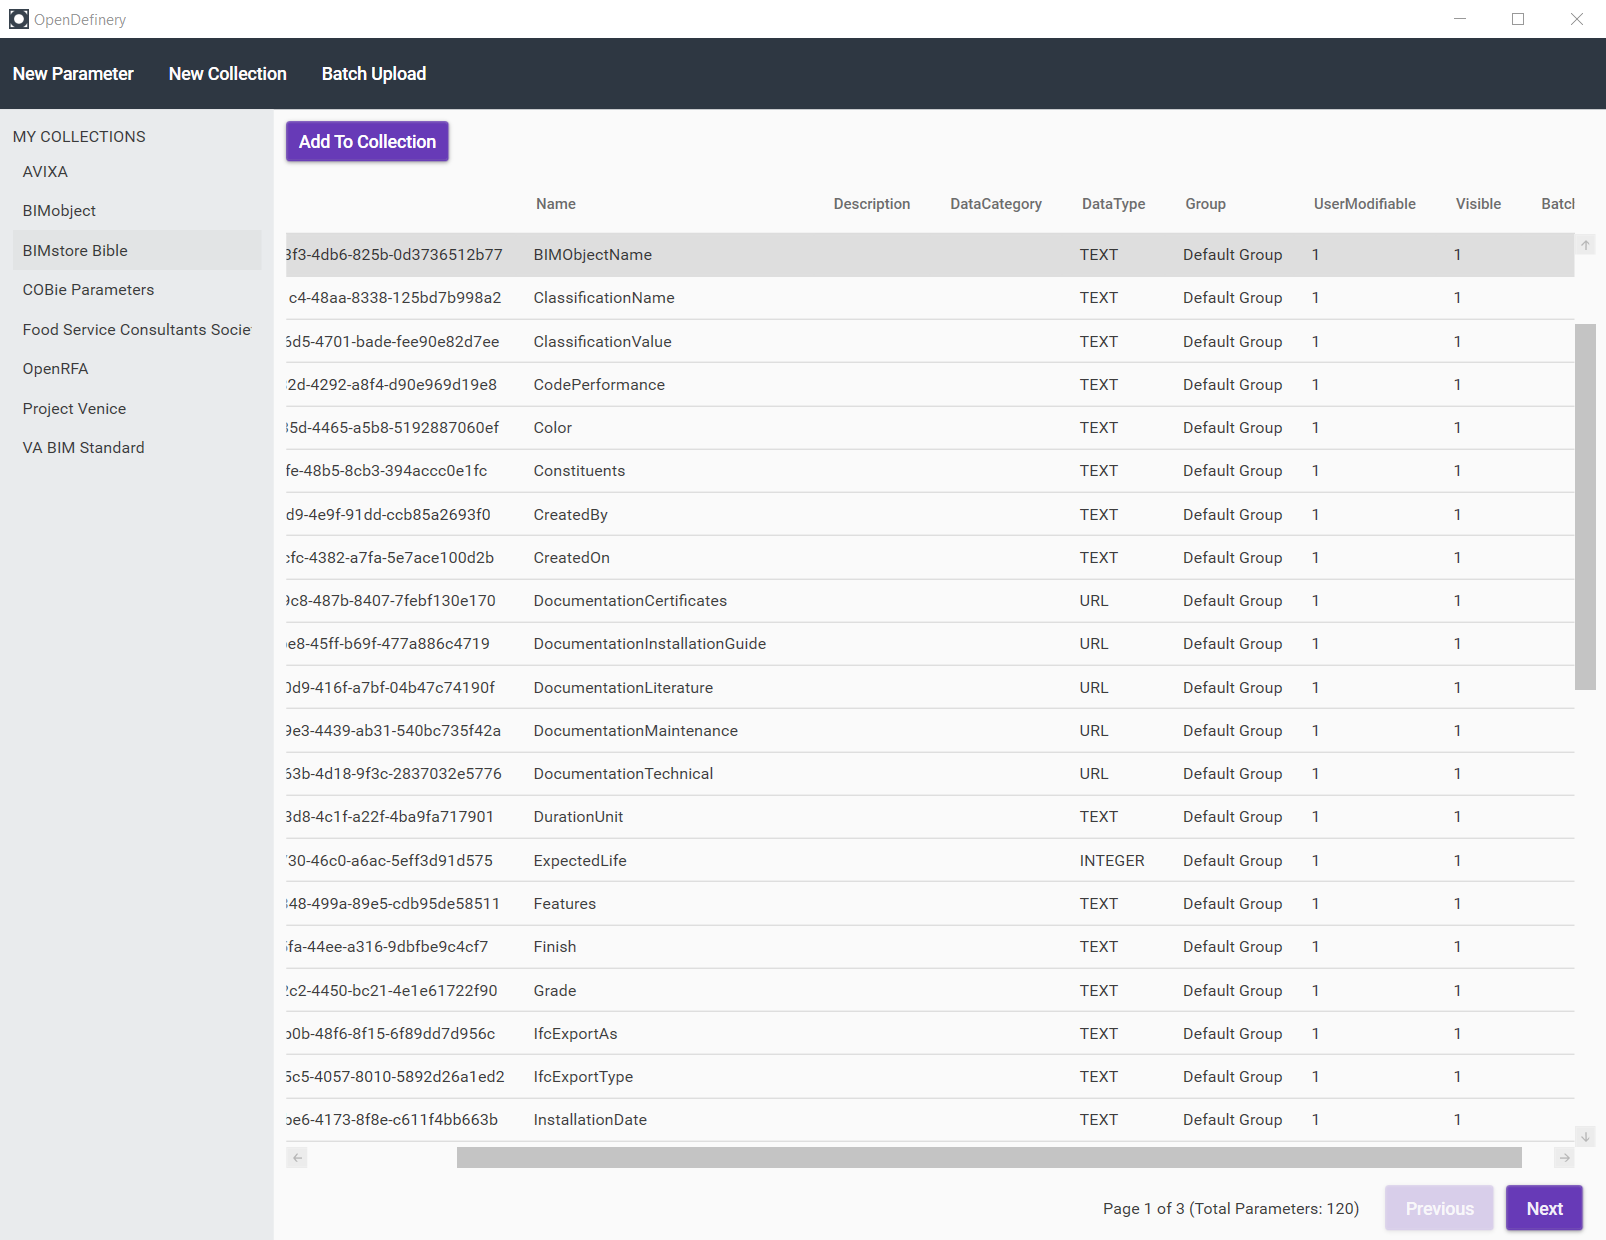 OpenDefinery
New Parameter New Collection Batch Upload
MY COLLECTIONS
AVIXA
BIMobject
BIMstore Bible
COBie Parameters
Food Service Consultants Socie
OpenRFA
Project Venice
VA BIM Standard
Add To Collection
Name Description DataCategory DataType Group UserModifiable Visible Batch
3f3-4db6-825b-0d3736512b77 BIMObjectName TEXT Default Group 1 1
c4-48aa-8338-125bd7b998a2 ClassificationName TEXT Default Group 1 1
6d5-4701-bade-fee90e82d7ee ClassificationValue TEXT Default Group 1 1
2d-4292-a8f4-d90e969d19e8 CodePerformance TEXT Default Group 1 1
35d-4465-a5b8-5192887060ef Color TEXT Default Group 1 1
fe-48b5-8cb3-394accc0e1fc Constituents TEXT Default Group 1 1
d9-4e9f-91dd-ccb85a2693f0 CreatedBy TEXT Default Group 1 1
cfc-4382-a7fa-5e7ace100d2b CreatedOn TEXT Default Group 1 1
9c8-487b-8407-7febf130e170 DocumentationCertificates URL Default Group 1 1
e8-45ff-b69f-477a886c4719 DocumentationInstallationGuide URL Default Group 1 1
0d9-416f-a7bf-04b47c74190f DocumentationLiterature URL Default Group 1 1
9e3-4439-ab31-540bc735f42a DocumentationMaintenance URL Default Group 1 1
63b-4d18-9f3c-2837032e5776 DocumentationTechnical URL Default Group 1 1
3d8-4c1f-a22f-4ba9fa717901 DurationUnit TEXT Default Group 1 1
730-46c0-a6ac-5eff3d91d575 ExpectedLife INTEGER Default Group 1 1
48-499a-89e5-cdb95de58511 Features TEXT Default Group 1 1
fa-44ee-a316-9dbfbe9c4cf7 Finish TEXT Default Group 1 1
2c2-4450-bc21-4e1e61722f90 Grade TEXT Default Group 1 1
b0b-48f6-8f15-6f89dd7d956c IfcExportAs TEXT Default Group 1 1
5c5-4057-8010-5892d26a1ed2 IfcExportType TEXT Default Group 1 1
be6-4173-8f8e-c611f4bb663b InstallationDate TEXT Default Group 1 1
Page 1 of 3 (Total Parameters: 120) Previous Next